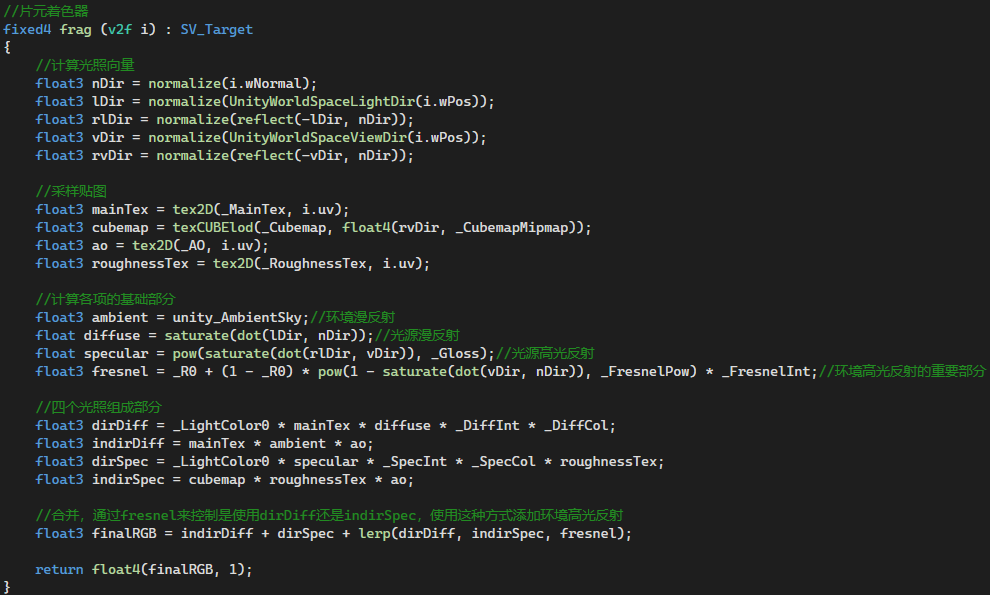 //片元着色器
fixed4 frag (v2f i) : SV_Target
{
    //计算光照向量
    float3 nDir = normalize(i.wNormal);
    float3 lDir = normalize(UnityWorldSpaceLightDir(i.wPos));
    float3 rlDir = normalize(reflect(-lDir, nDir));
    float3 vDir = normalize(UnityWorldSpaceViewDir(i.wPos));
    float3 rvDir = normalize(reflect(-vDir, nDir));

    //采样贴图
    float3 mainTex = tex2D(_MainTex, i.uv);
    float3 cubemap = texCUBElod(_Cubemap, float4(rvDir, _CubemapMipmap));
    float3 ao = tex2D(_AO, i.uv);
    float3 roughnessTex = tex2D(_RoughnessTex, i.uv);

    //计算各项的基础部分
    float3 ambient = unity_AmbientSky;//环境漫反射
    float diffuse = saturate(dot(lDir, nDir));//光源漫反射
    float specular = pow(saturate(dot(rlDir, vDir)), _Gloss);//光源高光反射
    float3 fresnel = _R0 + (1 - _R0) * pow(1 - saturate(dot(vDir, nDir)), _FresnelPow) * _FresnelInt;//环境高光反射的重要部分

    //四个光照组成部分
    float3 dirDiff = _LightColor0 * mainTex * diffuse * _DiffInt * _DiffCol;
    float3 indirDiff = mainTex * ambient * ao;
    float3 dirSpec = _LightColor0 * specular * _SpecInt * _SpecCol * roughnessTex;
    float3 indirSpec = cubemap * roughnessTex * ao;

    //合并，通过fresnel来控制是使用dirDiff还是indirSpec，使用这种方式添加环境高光反射
    float3 finalRGB = indirDiff + dirSpec + lerp(dirDiff, indirSpec, fresnel);

    return float4(finalRGB, 1);
}